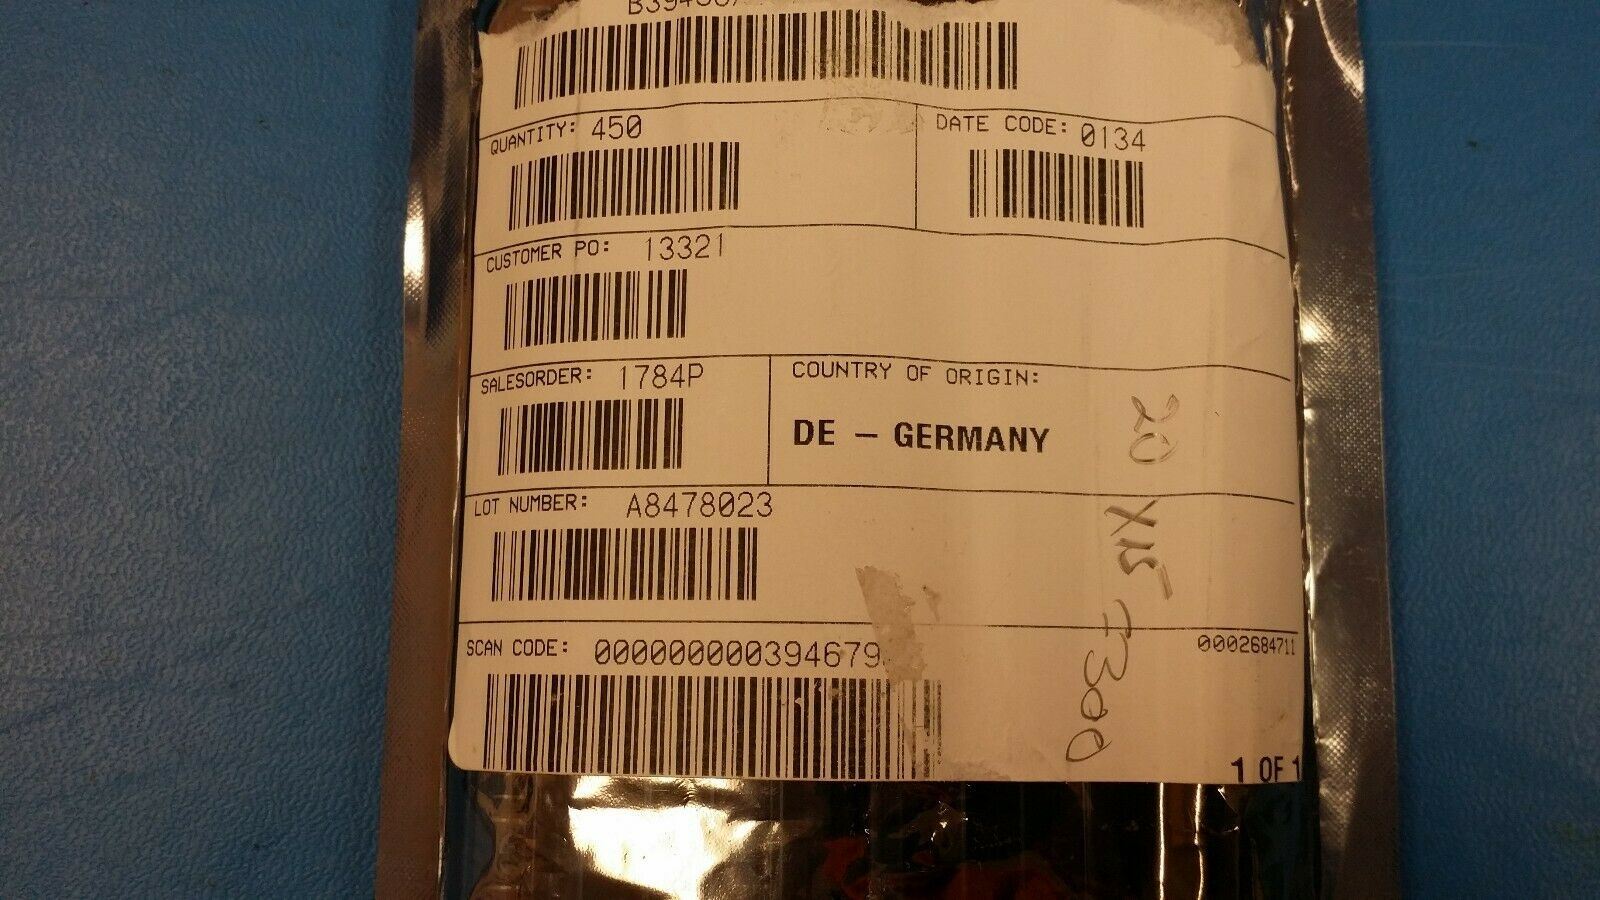 QUANTITY: 450
DATE CODE: 0134
CUSTOMER PO: 13321
SALESORDER: 1784P
COUNTRY OF ORIGIN:
DE – GERMANY
LOT NUMBER: A8478023
SCAN CODE: 000000000394679
0002684711
1 OF 1
20 X15 = 300